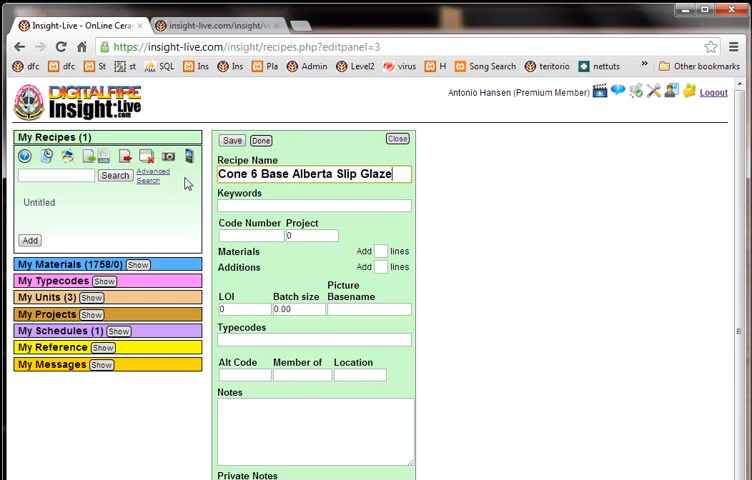 Insight-Live - OnLine Cera
insight-live.com/insight/v
https://insight-live.com/insight/recipes.php?editpanel=3
dfc
dfc
St
st
SQL
Ins
Ins
Pla
Admin
Level2
virus
H
Song Search
teritorio
nettuts
»
Other bookmarks
DIGITALFIRE
Insight-Live
.com
Antonio Hansen (Premium Member)
Logout
My Recipes (1)
Search
Advanced
Search
Untitled
Add
My Materials (1758/0) Show
My Typecodes Show
My Units (3) Show
My Projects Show
My Schedules (1) Show
My Reference Show
My Messages Show
Save Done Close
Recipe Name
Cone 6 Base Alberta Slip Glaze
Keywords
Code Number Project
0
Materials Add lines
Additions Add lines
LOI Batch size Picture Basename
0 0.00
Typecodes
Alt Code Member of Location
Notes
Private Notes